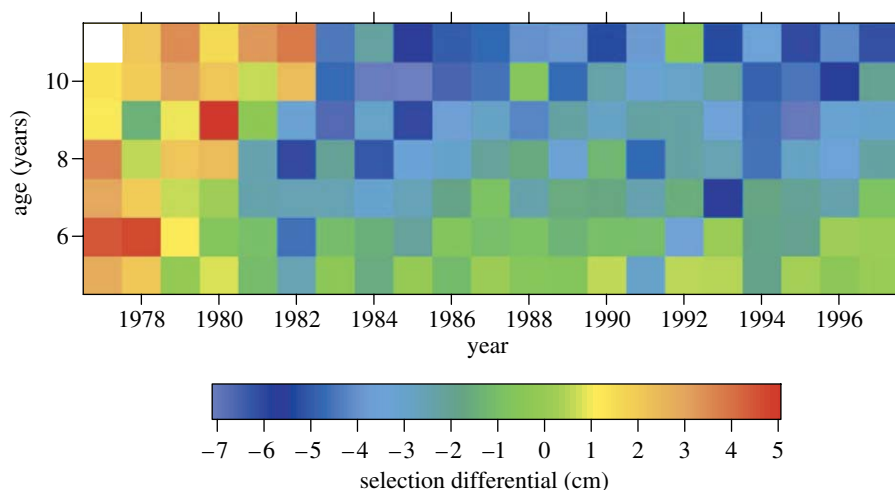 10
8
6
age (years)
1978 1980 1982 1984 1986 1988 1990 1992 1994 1996
year
−7 −6 −5 −4 −3 −2 −1 0 1 2 3 4 5
selection differential (cm)